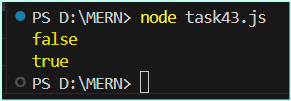 PS D:\MERN> node task43.js
false
true
PS D:\MERN>